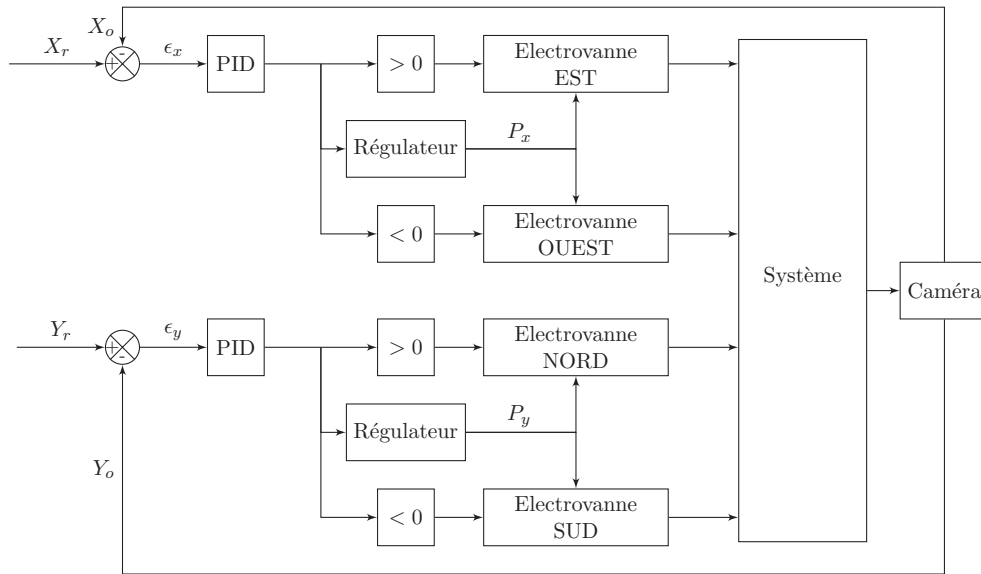 X_o
X_r
-
+
ϵ_x
PID
> 0
Electrovanne
EST
Régulateur
P_x
< 0
Electrovanne
OUEST
Système
Caméra
Y_r
+
-
ϵ_y
PID
> 0
Electrovanne
NORD
Régulateur
P_y
Y_o
< 0
Electrovanne
SUD